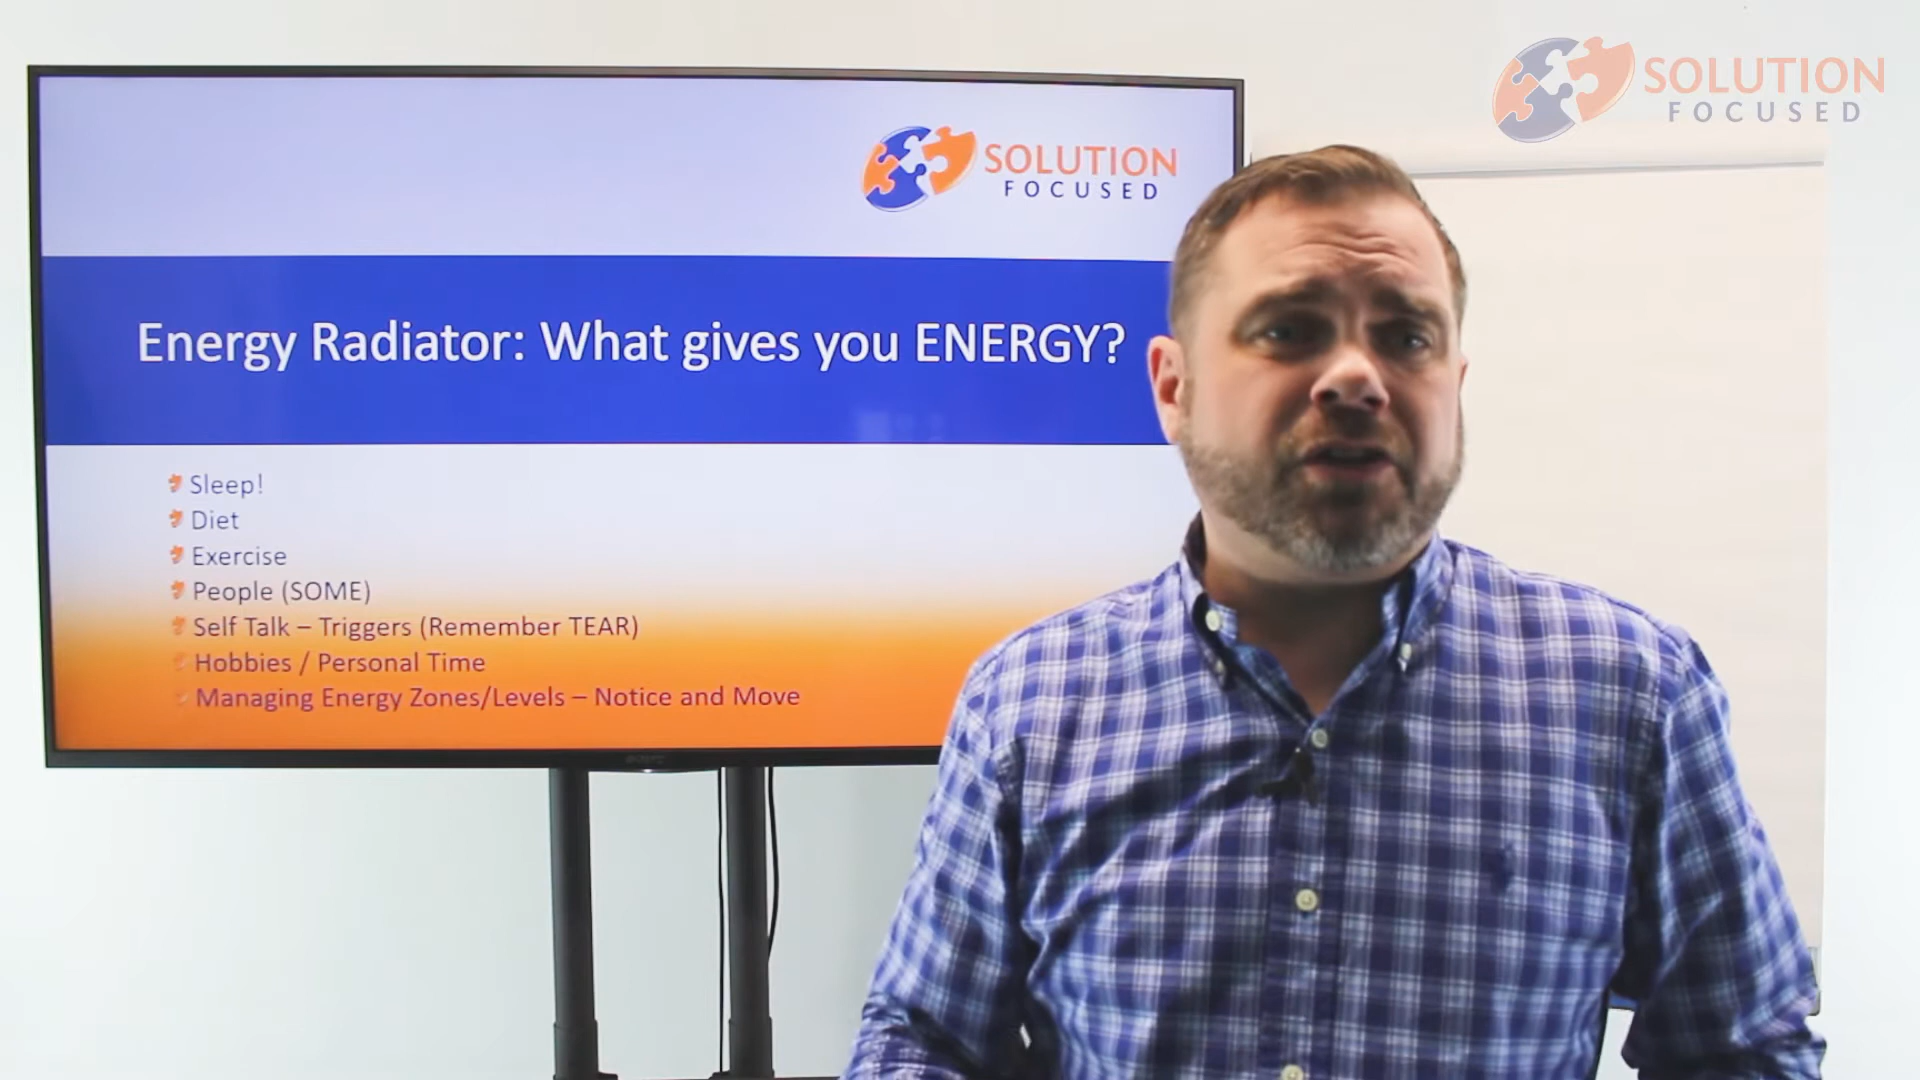 SOLUTION
FOCUSED
SOLUTION
FOCUSED
Energy Radiator: What gives you ENERGY?
Sleep!
Diet
Exercise
People (SOME)
Self Talk – Triggers (Remember TEAR)
Hobbies / Personal Time
Managing Energy Zones/Levels – Notice and Move